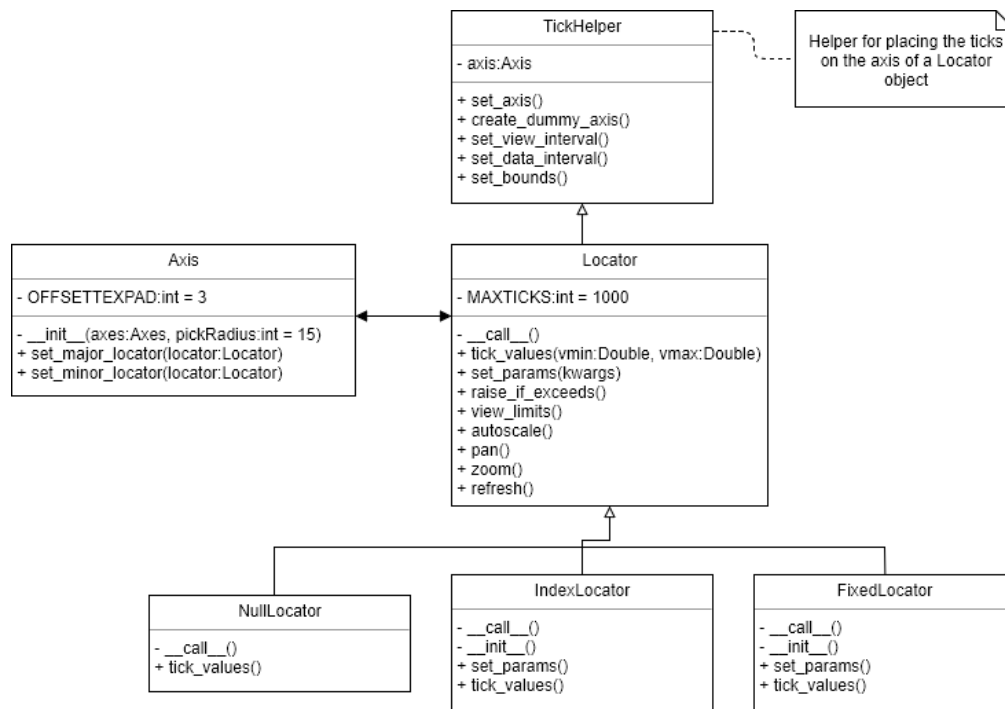 TickHelper
- axis:Axis
+ set_axis()
+ create_dummy_axis()
+ set_view_interval()
+ set_data_interval()
+ set_bounds()
Helper for placing the ticks
on the axis of a Locator
object
Axis
- OFFSETTEXPAD:int = 3
- __init__(axes:Axes, pickRadius:int = 15)
+ set_major_locator(locator:Locator)
+ set_minor_locator(locator:Locator)
Locator
- MAXTICKS:int = 1000
- __call__()
+ tick_values(vmin:Double, vmax:Double)
+ set_params(kwargs)
+ raise_if_exceeds()
+ view_limits()
+ autoscale()
+ pan()
+ zoom()
+ refresh()
NullLocator
- __call__()
+ tick_values()
IndexLocator
- __call__()
- __init__()
+ set_params()
+ tick_values()
FixedLocator
- __call__()
- __init__()
+ set_params()
+ tick_values()